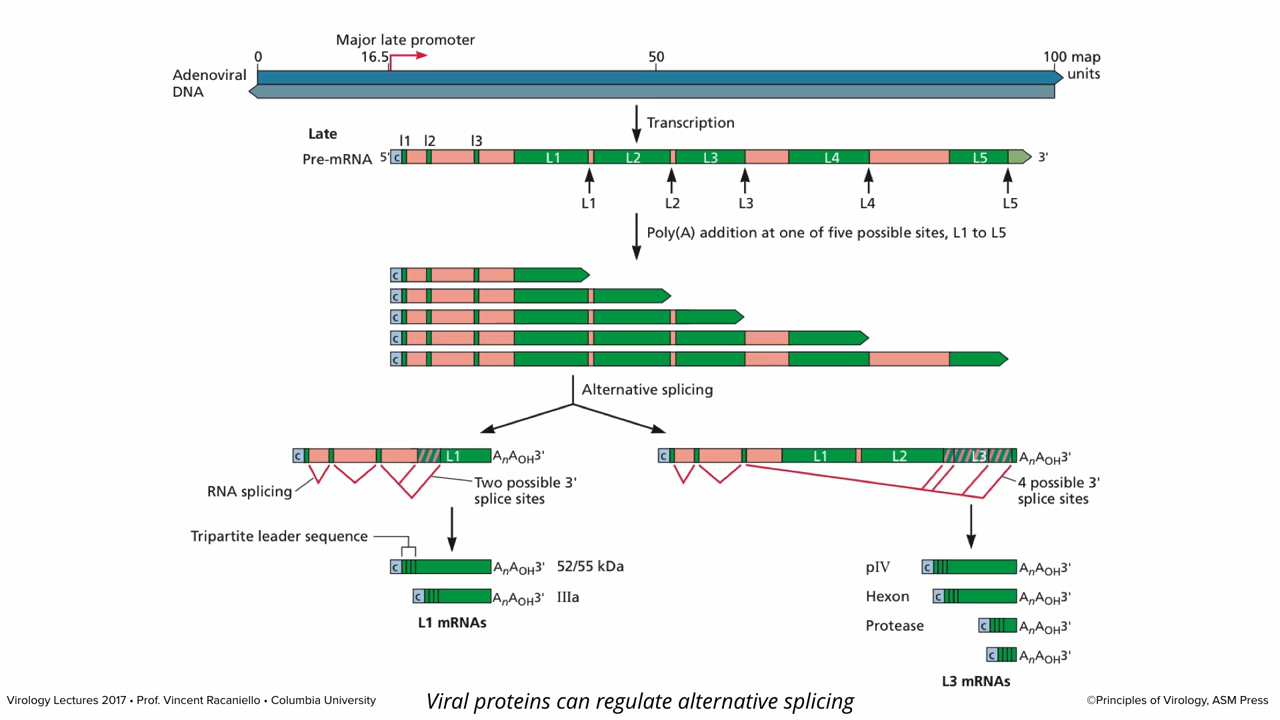 Major late promoter
0 16.5 50 100 map units
Adenoviral DNA
Transcription
Late
l1 l2 l3
Pre-mRNA 5' c L1 L2 L3 L4 L5 3'
L1 L2 L3 L4 L5
Poly(A) addition at one of five possible sites, L1 to L5
c
c
c
c
c
Alternative splicing
c L1 AnAOH3'
c L1 L2 L3 AnAOH3'
RNA splicing
Two possible 3' splice sites
4 possible 3' splice sites
Tripartite leader sequence
c AnAOH3' 52/55 kDa
c AnAOH3' IIIa
L1 mRNAs
pIV c AnAOH3'
Hexon c AnAOH3'
Protease c AnAOH3'
c AnAOH3'
L3 mRNAs
Virology Lectures 2017 • Prof. Vincent Racaniello • Columbia University
Viral proteins can regulate alternative splicing
©Principles of Virology, ASM Press